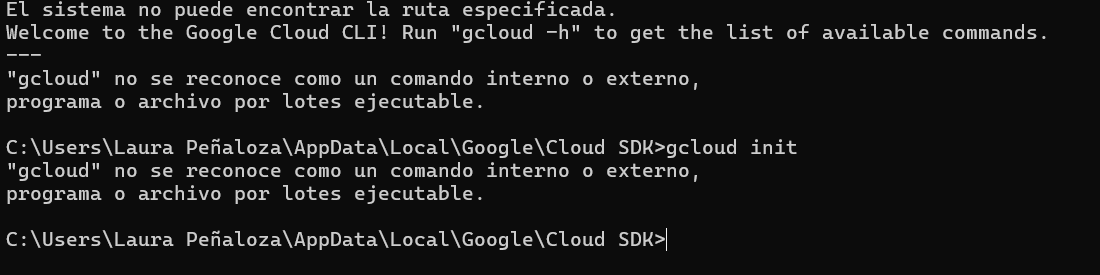 El sistema no puede encontrar la ruta especificada.
Welcome to the Google Cloud CLI! Run "gcloud -h" to get the list of available commands.
---
"gcloud" no se reconoce como un comando interno o externo,
programa o archivo por lotes ejecutable.
C:\Users\Laura Peñaloza\AppData\Local\Google\Cloud SDK>gcloud init
"gcloud" no se reconoce como un comando interno o externo,
programa o archivo por lotes ejecutable.
C:\Users\Laura Peñaloza\AppData\Local\Google\Cloud SDK>